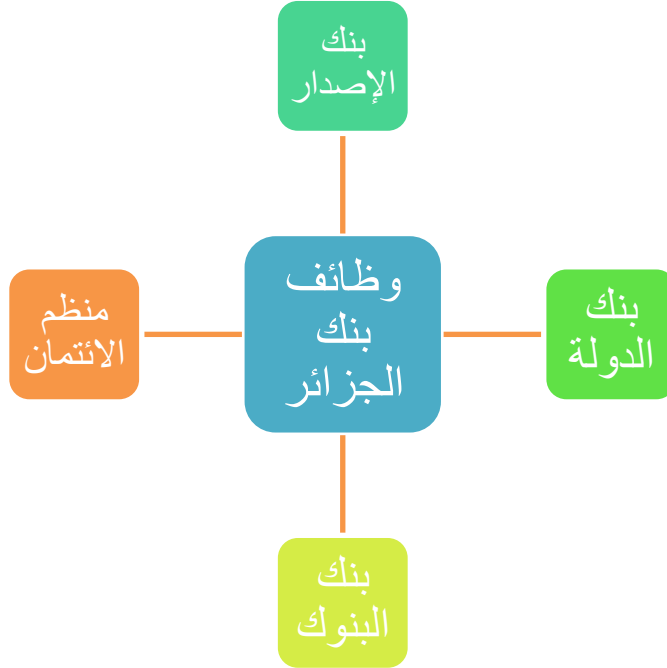 بنك
الإصدار
وظائف
بنك
الجزائر
بنك
الدولة
منظم
الائتمان
بنك
البنوك